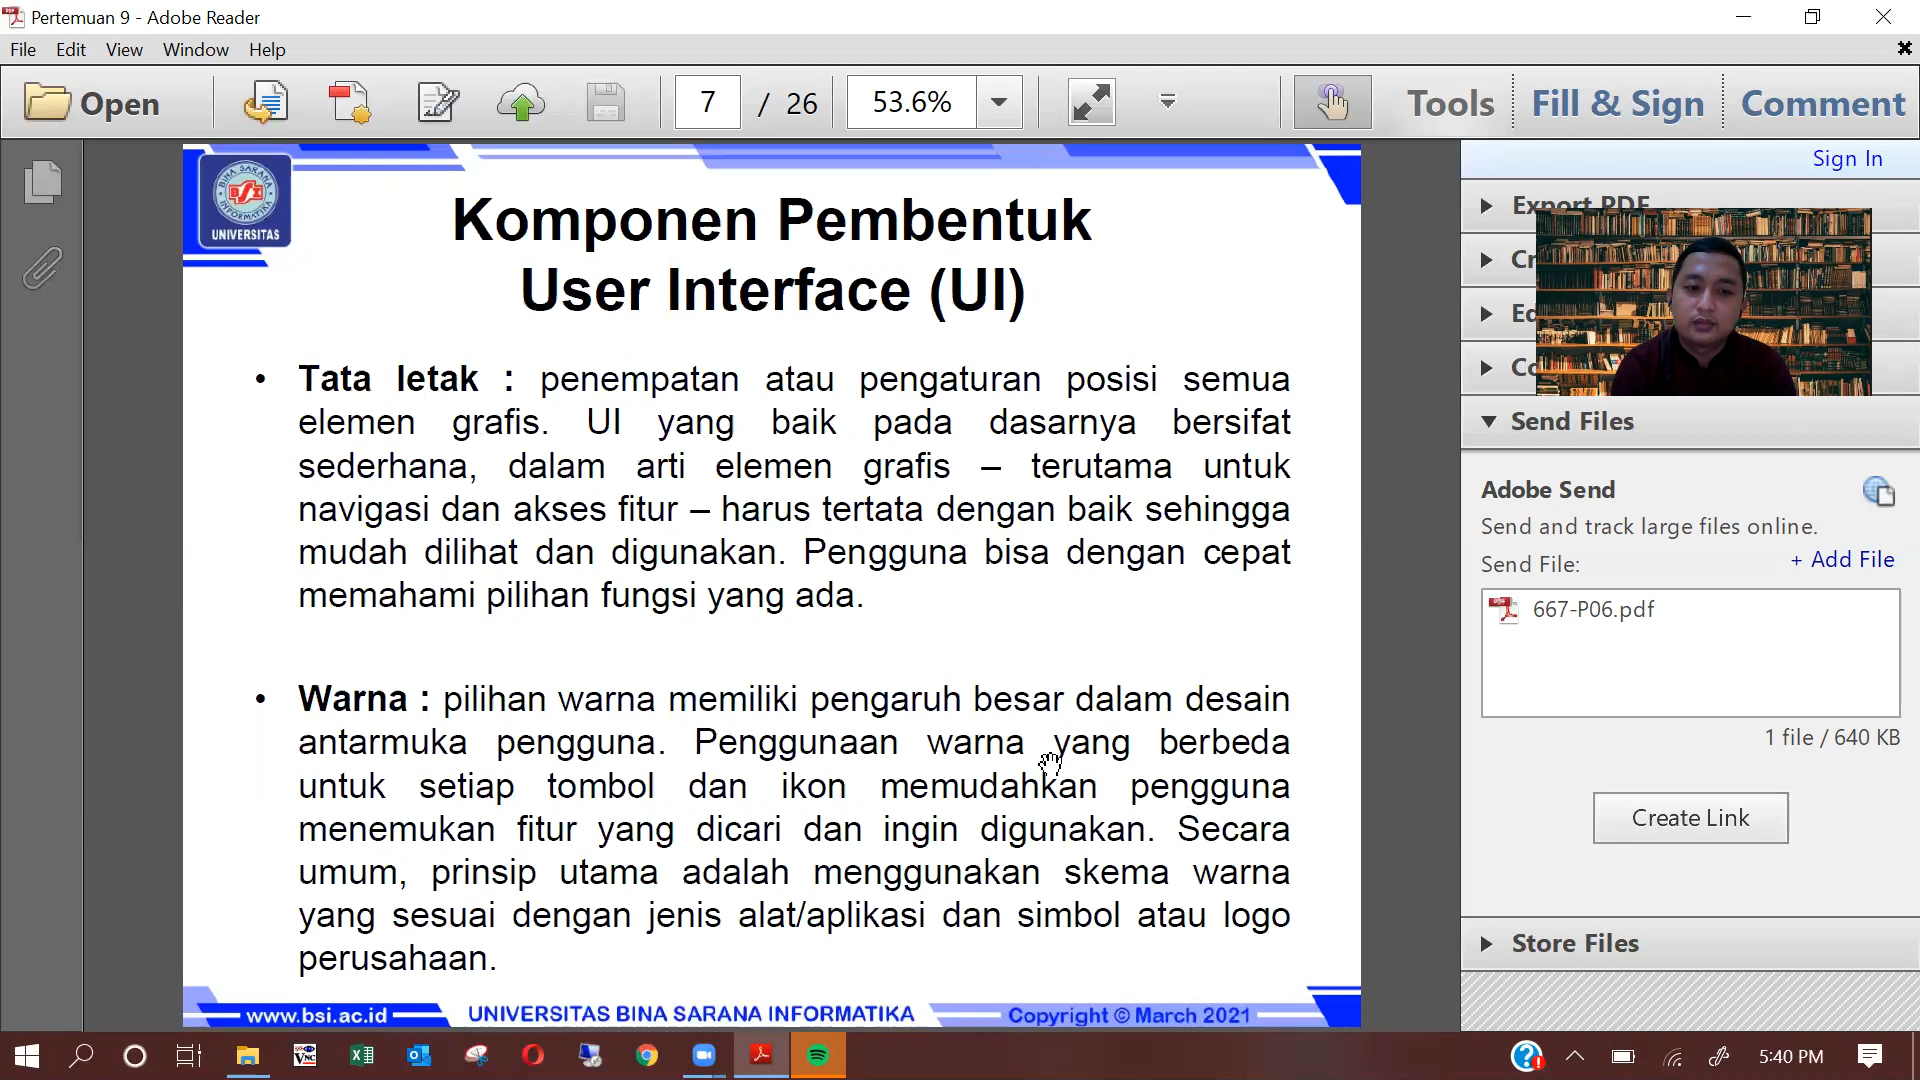 Pertemuan 9 - Adobe Reader
File Edit View Window Help
Open 7 / 26 53.6% Tools Fill & Sign Comment
Sign In
Export PDF
BINA SARANA
BSI
INFORMATIKA
UNIVERSITAS
Komponen Pembentuk
User Interface (UI)
• Tata letak : penempatan atau pengaturan posisi semua
elemen grafis. UI yang baik pada dasarnya bersifat
sederhana, dalam arti elemen grafis – terutama untuk
navigasi dan akses fitur – harus tertata dengan baik sehingga
mudah dilihat dan digunakan. Pengguna bisa dengan cepat
memahami pilihan fungsi yang ada.
• Warna : pilihan warna memiliki pengaruh besar dalam desain
antarmuka pengguna. Penggunaan warna yang berbeda
untuk setiap tombol dan ikon memudahkan pengguna
menemukan fitur yang dicari dan ingin digunakan. Secara
umum, prinsip utama adalah menggunakan skema warna
yang sesuai dengan jenis alat/aplikasi dan simbol atau logo
perusahaan.
www.bsi.ac.id UNIVERSITAS BINA SARANA INFORMATIKA Copyright © March 2021
Send Files
Adobe Send
Send and track large files online.
Send File: + Add File
667-P06.pdf
1 file / 640 KB
Create Link
Store Files
5:40 PM